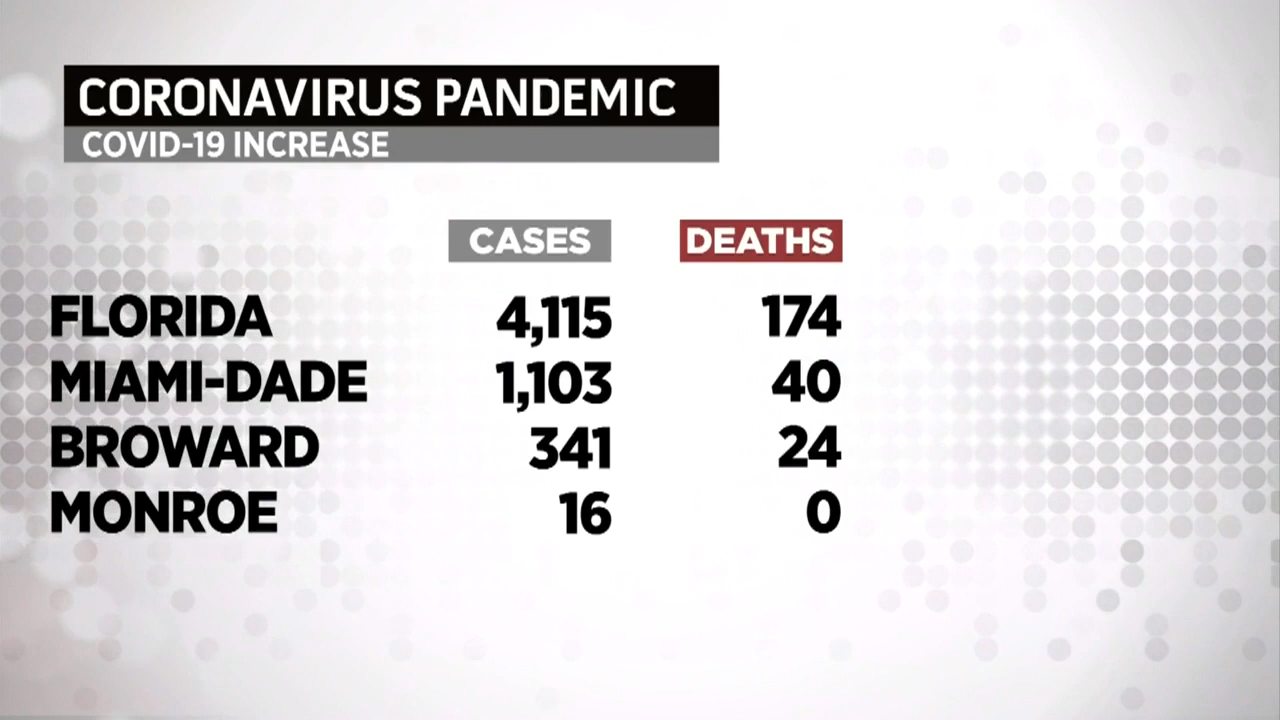 CORONAVIRUS PANDEMIC
COVID-19 INCREASE
CASES DEATHS
FLORIDA 4,115 174
MIAMI-DADE 1,103 40
BROWARD 341 24
MONROE 16 0